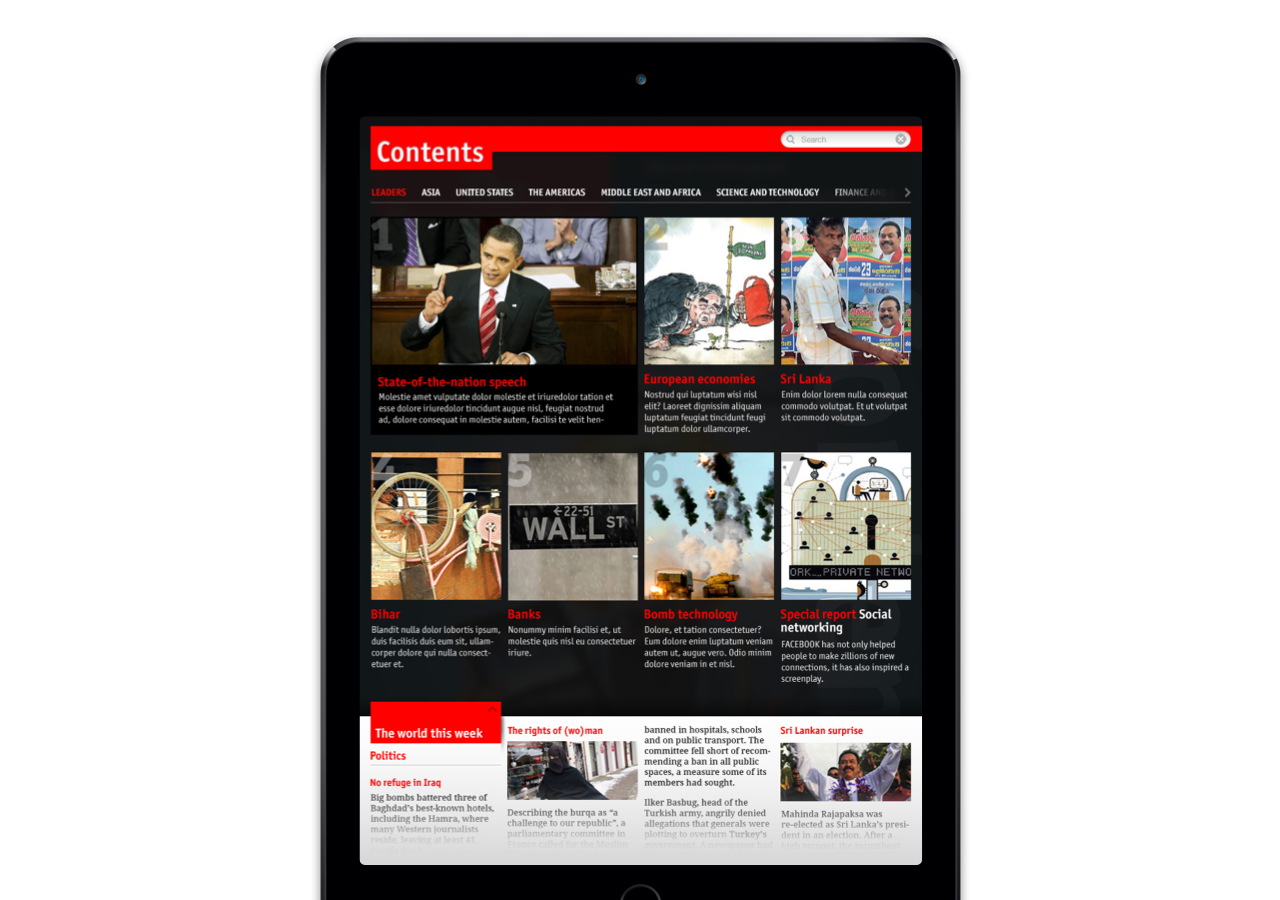 Contents
Search
LEADERS ASIA UNITED STATES THE AMERICAS MIDDLE EAST AND AFRICA SCIENCE AND TECHNOLOGY FINANCE AND
1
State-of-the-nation speech
Molestie amet vulputate dolor molestie et iriuredolor tation et
esse dolore iriuredolor tincidunt augue nisl, feugiat nostrud
ad, dolore consequat in molestie autem, facilisi te velit hen-
2
European economies
Nostrud qui luptatum wisi nisl
elit? Laoreet dignissim aliquam
luptatum feugiat tincidunt feugi
luptatum dolor ullamcorper.
3
23
Sri Lanka
Enim dolor lorem nulla consequat
commodo volutpat. Et ut volutpat
sit commodo volutpat.
4
Bihar
Blandit nulla dolor lobortis ipsum,
duis facilisis duis eum sit, ullam-
corper dolore qui nulla consect-
etuer et.
5
←22-51
WALL ST
Banks
Nonummy minim facilisi et, ut
molestie quis nisl eu consectetuer
iriure.
6
Bomb technology
Dolore, et tation consectetuer?
Eum dolore enim luptatum veniam
autem ut, augue vero. Odio minim
dolore veniam in et nisl.
7
ORK__PRIVATE NETWO
Special report Social
networking
FACEBOOK has not only helped
people to make zillions of new
connections, it has also inspired a
screenplay.
The world this week
Politics
No refuge in Iraq
Big bombs battered three of
Baghdad's best-known hotels,
including the Hamra, where
many Western journalists
reside, leaving at least 41
The rights of (wo)man
Describing the burqa as "a
challenge to our republic", a
parliamentary committee in
France called for the Muslim
banned in hospitals, schools
and on public transport. The
committee fell short of recom-
mending a ban in all public
spaces, a measure some of its
members had sought.
Ilker Basbug, head of the
Turkish army, angrily denied
allegations that generals were
plotting to overturn Turkey's
government. A newspaper had
Sri Lankan surprise
Mahinda Rajapaksa was
re-elected as Sri Lanka's presi-
dent in an election. After a